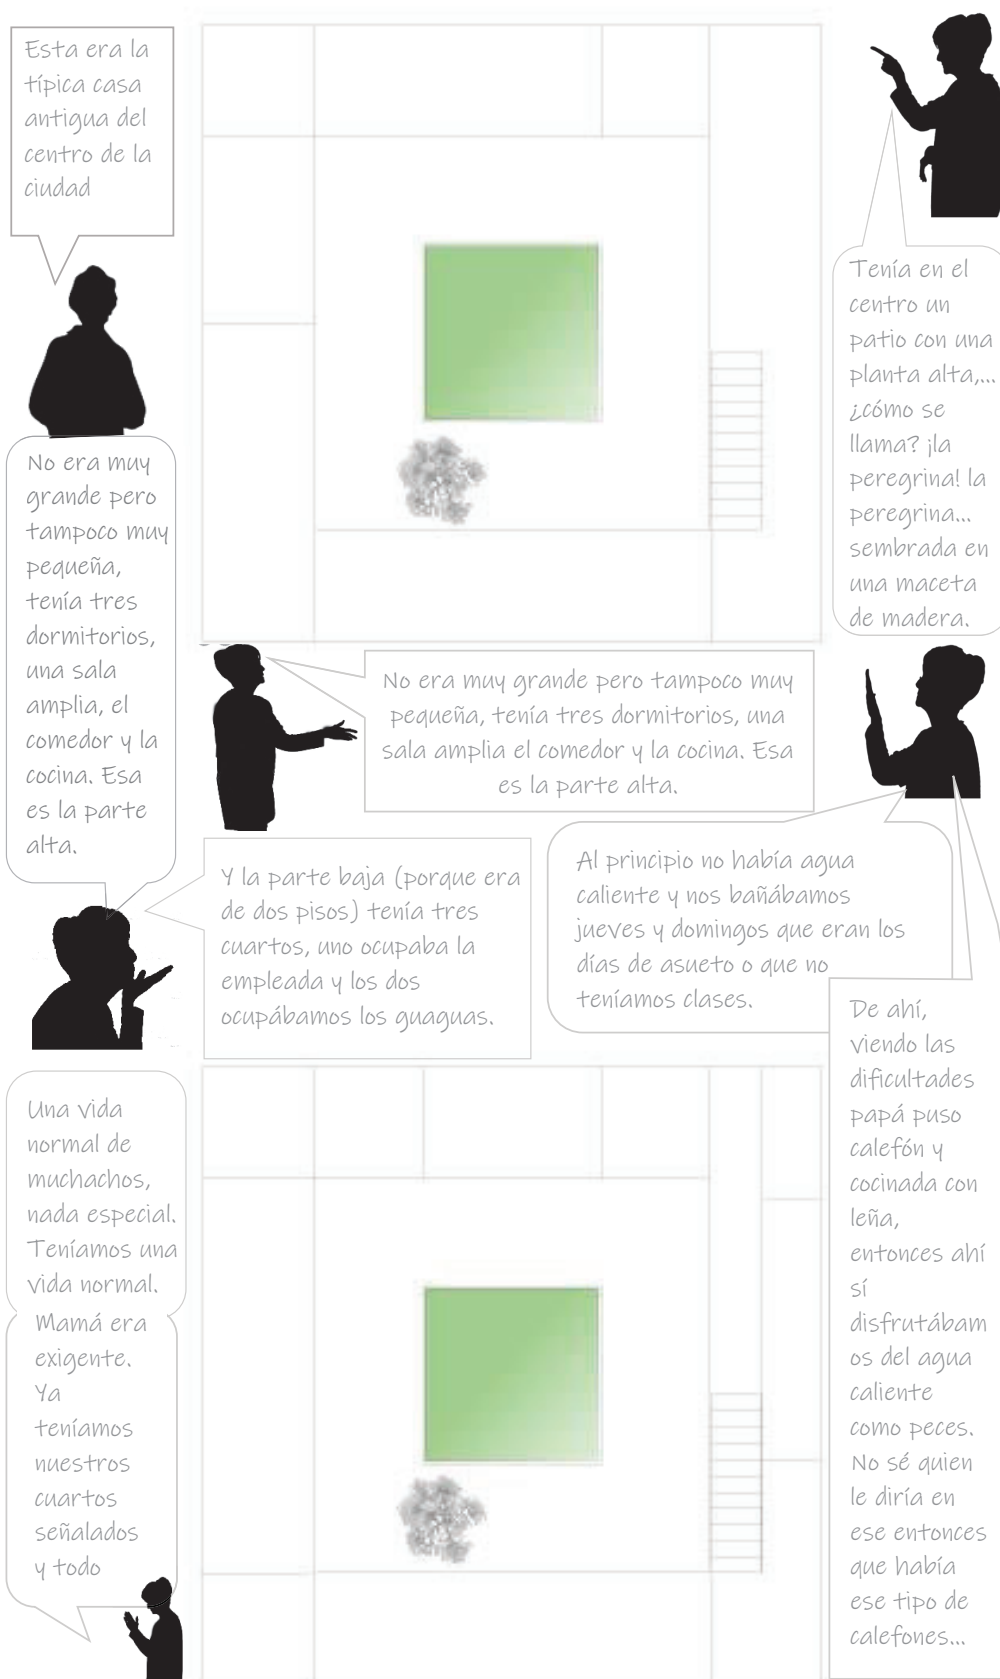 Esta era la
típica casa
antigua del
centro de la
ciudad
Tenía en el
centro un
patio con una
planta alta,...
¿cómo se
llama? ¡la
peregrina! la
peregrina...
sembrada en
una maceta
de madera.
No era muy
grande pero
tampoco muy
pequeña,
tenía tres
dormitorios,
una sala
amplia, el
comedor y la
cocina. Esa
es la parte
alta.
No era muy grande pero tampoco muy
pequeña, tenía tres dormitorios, una
sala amplia el comedor y la cocina. Esa
es la parte alta.
Y la parte baja (porque era
de dos pisos) tenía tres
cuartos, uno ocupaba la
empleada y los dos
ocupábamos los guaguas.
Al principio no había agua
caliente y nos bañábamos
jueves y domingos que eran los
días de asueto o que no
teníamos clases.
De ahí,
viendo las
dificultades
papá puso
calefón y
cocinada con
leña,
entonces ahí
sí
disfrutábam
os del agua
caliente
como peces.
No sé quien
le diría en
ese entonces
que había
ese tipo de
calefones...
Una vida
normal de
muchachos,
nada especial.
Teníamos una
vida normal.
Mamá era
exigente.
Ya
teníamos
nuestros
cuartos
señalados
y todo